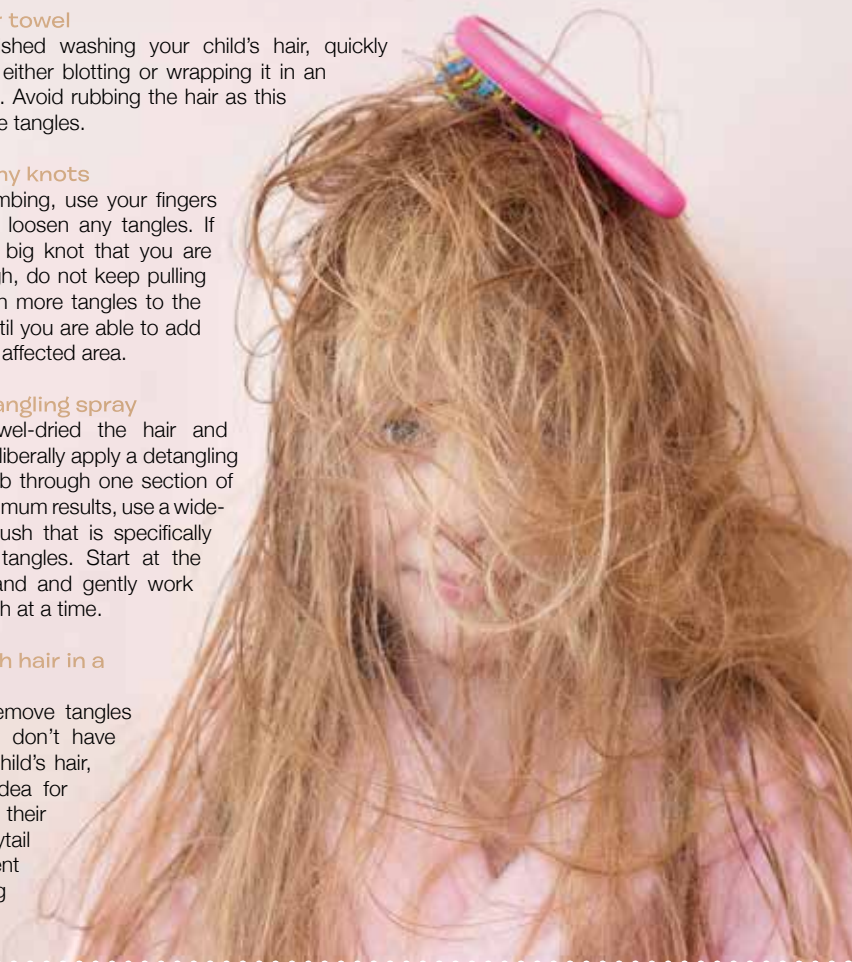 r towel
shed washing your child's hair, quickly
either blotting or wrapping it in an
. Avoid rubbing the hair as this
e tangles.
ny knots
mbing, use your fingers
loosen any tangles. If
big knot that you are
gh, do not keep pulling
n more tangles to the
til you are able to add
affected area.
angling spray
wel-dried the hair and
liberally apply a detangling
b through one section of
mum results, use a wide-
ush that is specifically
tangles. Start at the
and and gently work
h at a time.
h hair in a
emove tangles
don't have
hild's hair,
dea for
their
ytail
ent
g